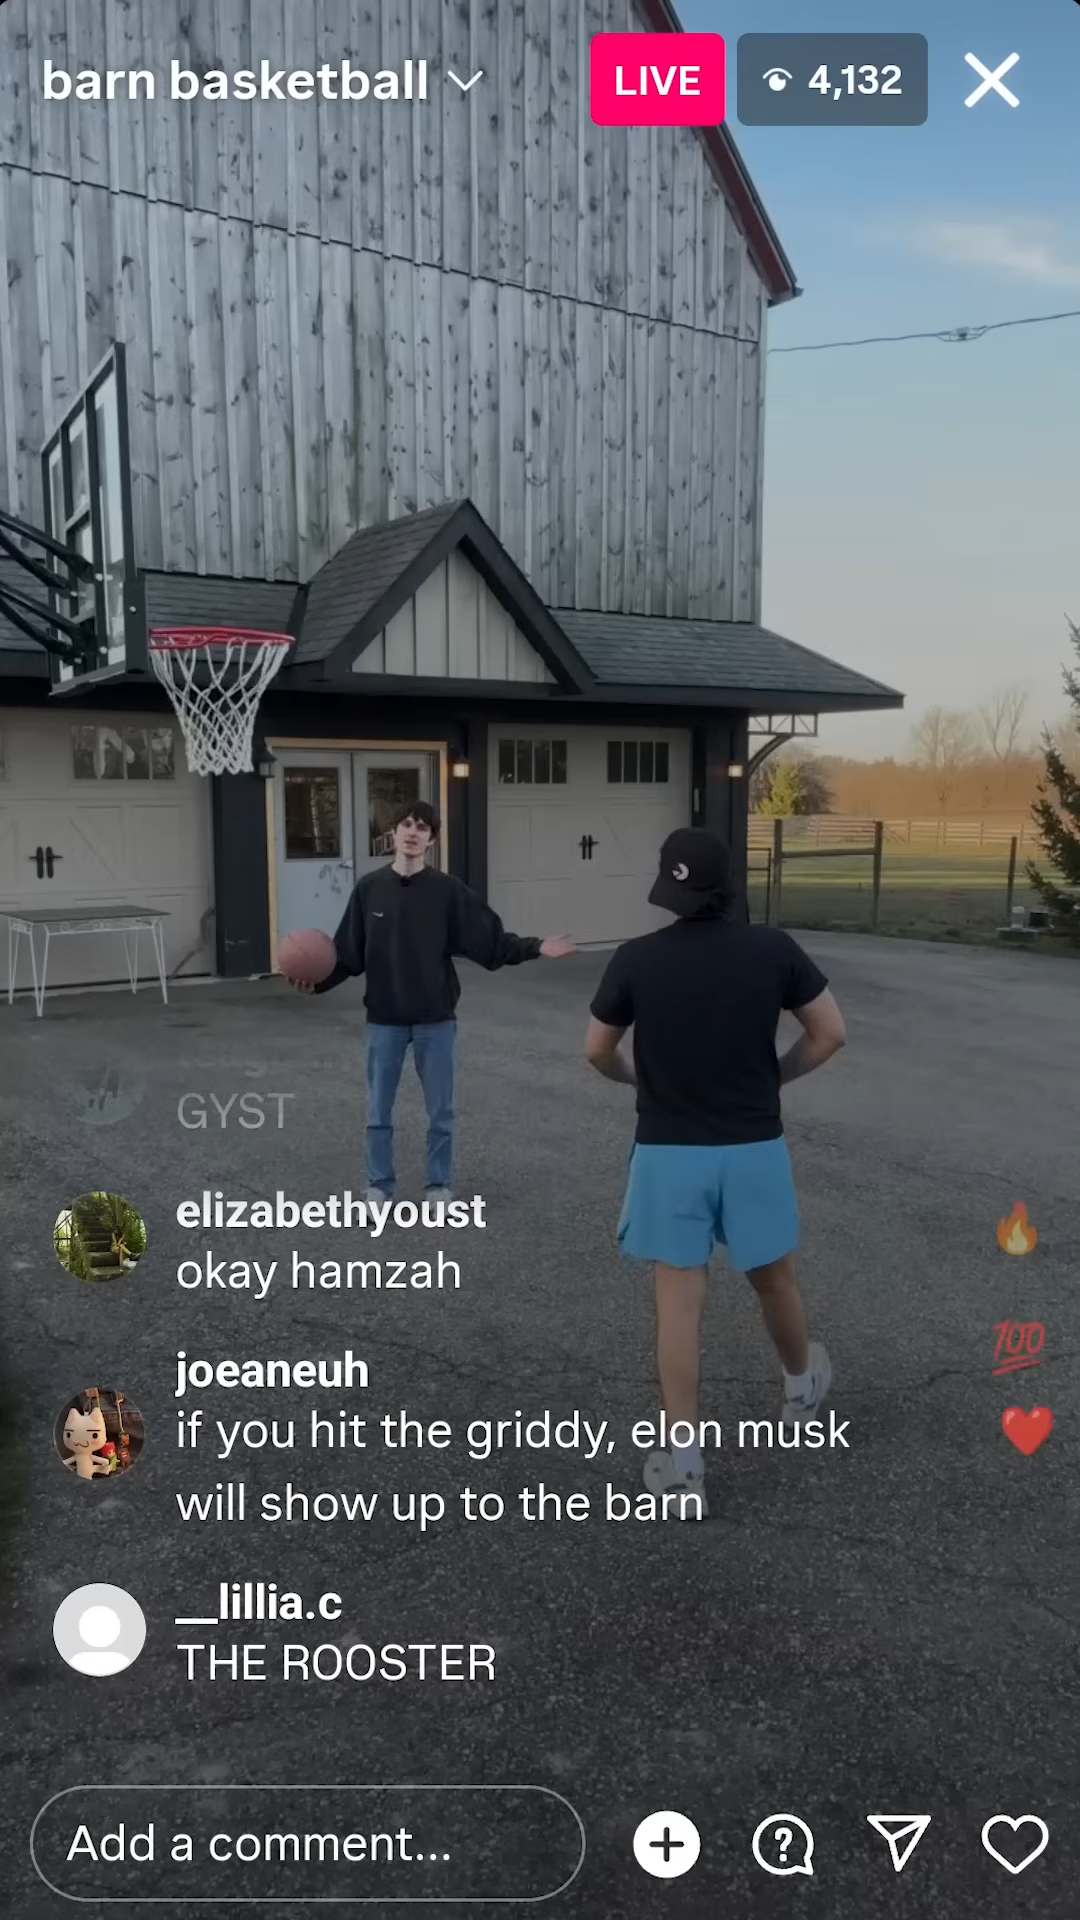 barn basketball
LIVE
4,132
GYST
elizabethyoust
okay hamzah
joeaneuh
if you hit the griddy, elon musk
will show up to the barn
__lillia.c
THE ROOSTER
Add a comment...